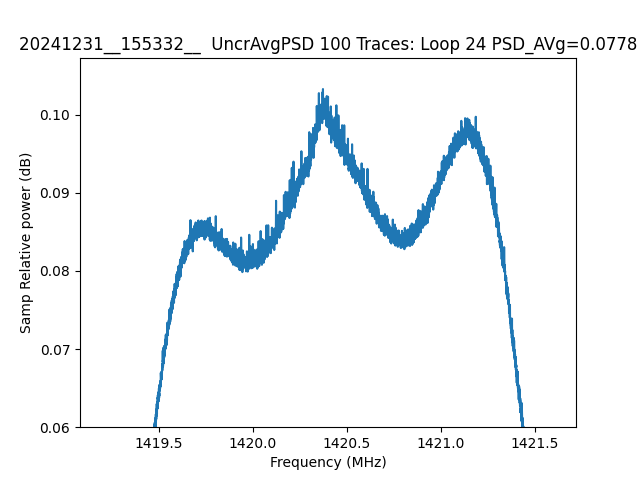 20241231__155332__  UncrAvgPSD 100 Traces: Loop 24 PSD_AVg=0.0778
0.10
0.09
0.08
0.07
0.06
Samp Relative power (dB)
1419.5 1420.0 1420.5 1421.0 1421.5
Frequency (MHz)